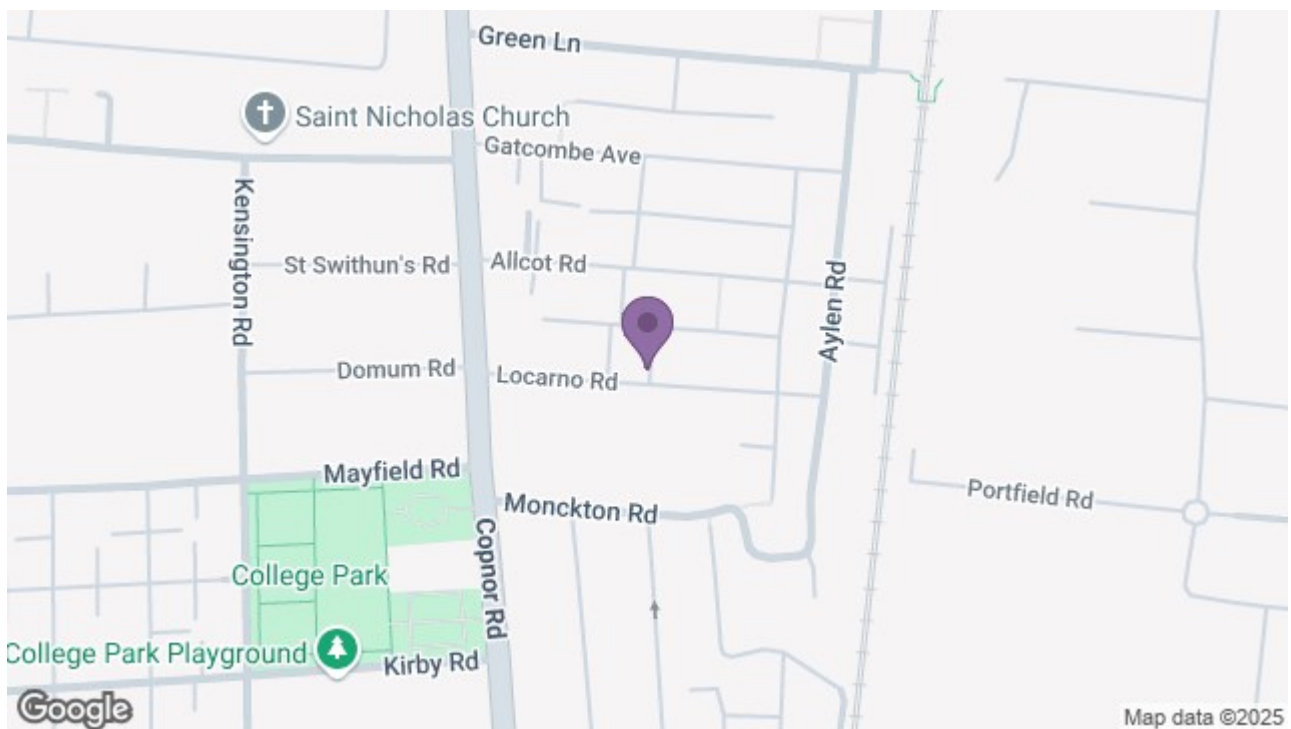 Green Ln
Saint Nicholas Church
Gatcombe Ave
Kensington Rd
St Swithun's Rd
Allcot Rd
Aylen Rd
Domum Rd
Locarno Rd
Mayfield Rd
Monckton Rd
Portfield Rd
Copnor Rd
College Park
College Park Playground
Kirby Rd
Google
Map data ©2025